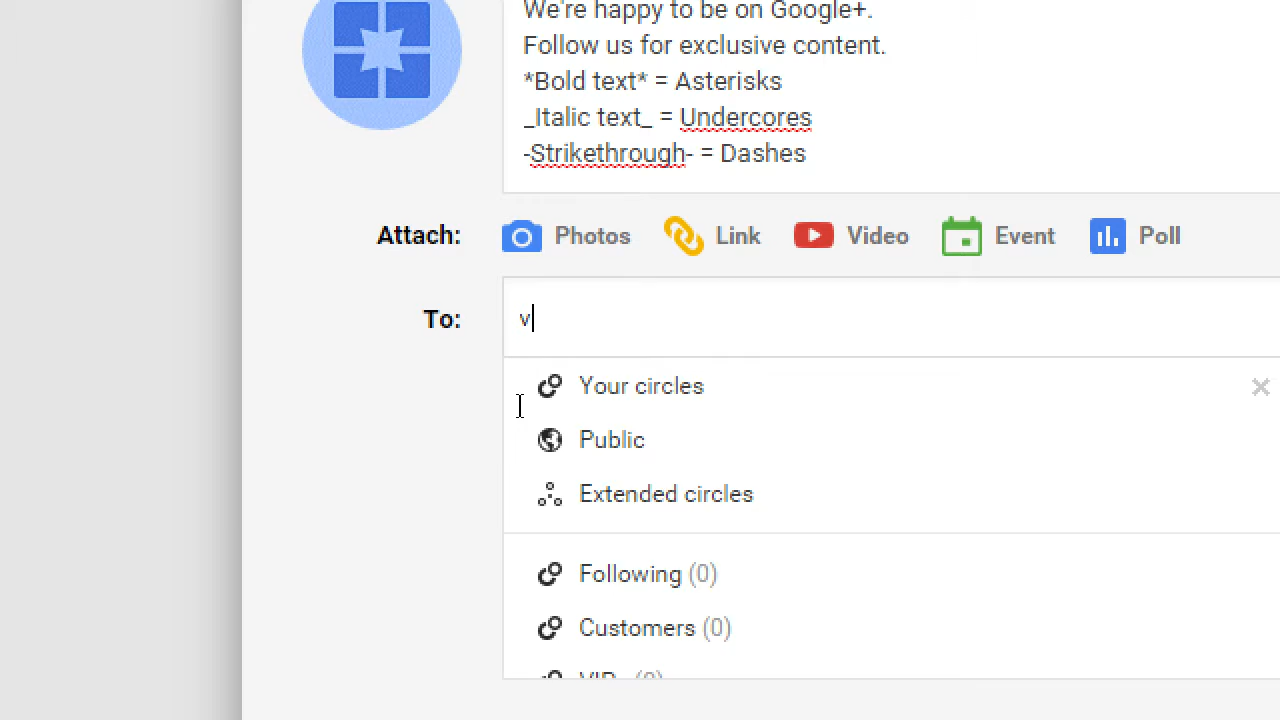 We're happy to be on Google+.
Follow us for exclusive content.
*Bold text* = Asterisks
_Italic text_ = Undercores
-Strikethrough- = Dashes
Attach: Photos Link Video Event Poll
To: v
Your circles
Public
Extended circles
Following (0)
Customers (0)